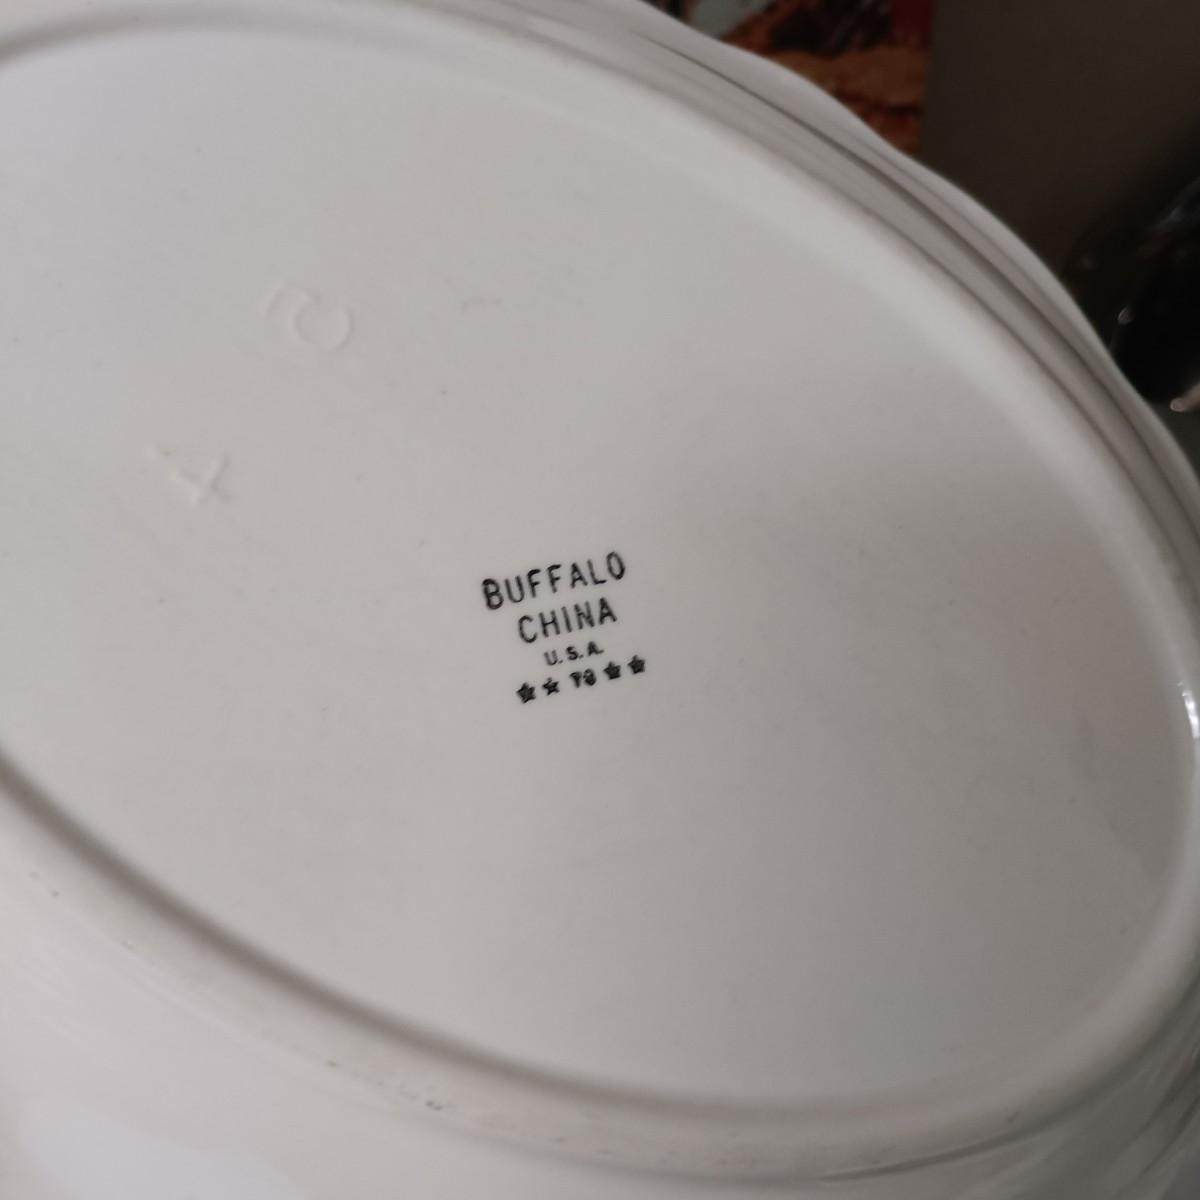 C
A
BUFFALO
CHINA
U.S.A.
★★ ★★